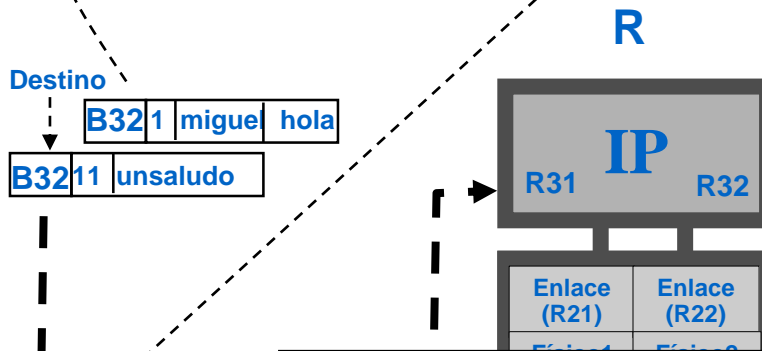 R
Destino
B32 1 miguel hola
B32 11 unsaludo
IP
R31 R32
Enlace (R21)
Enlace (R22)